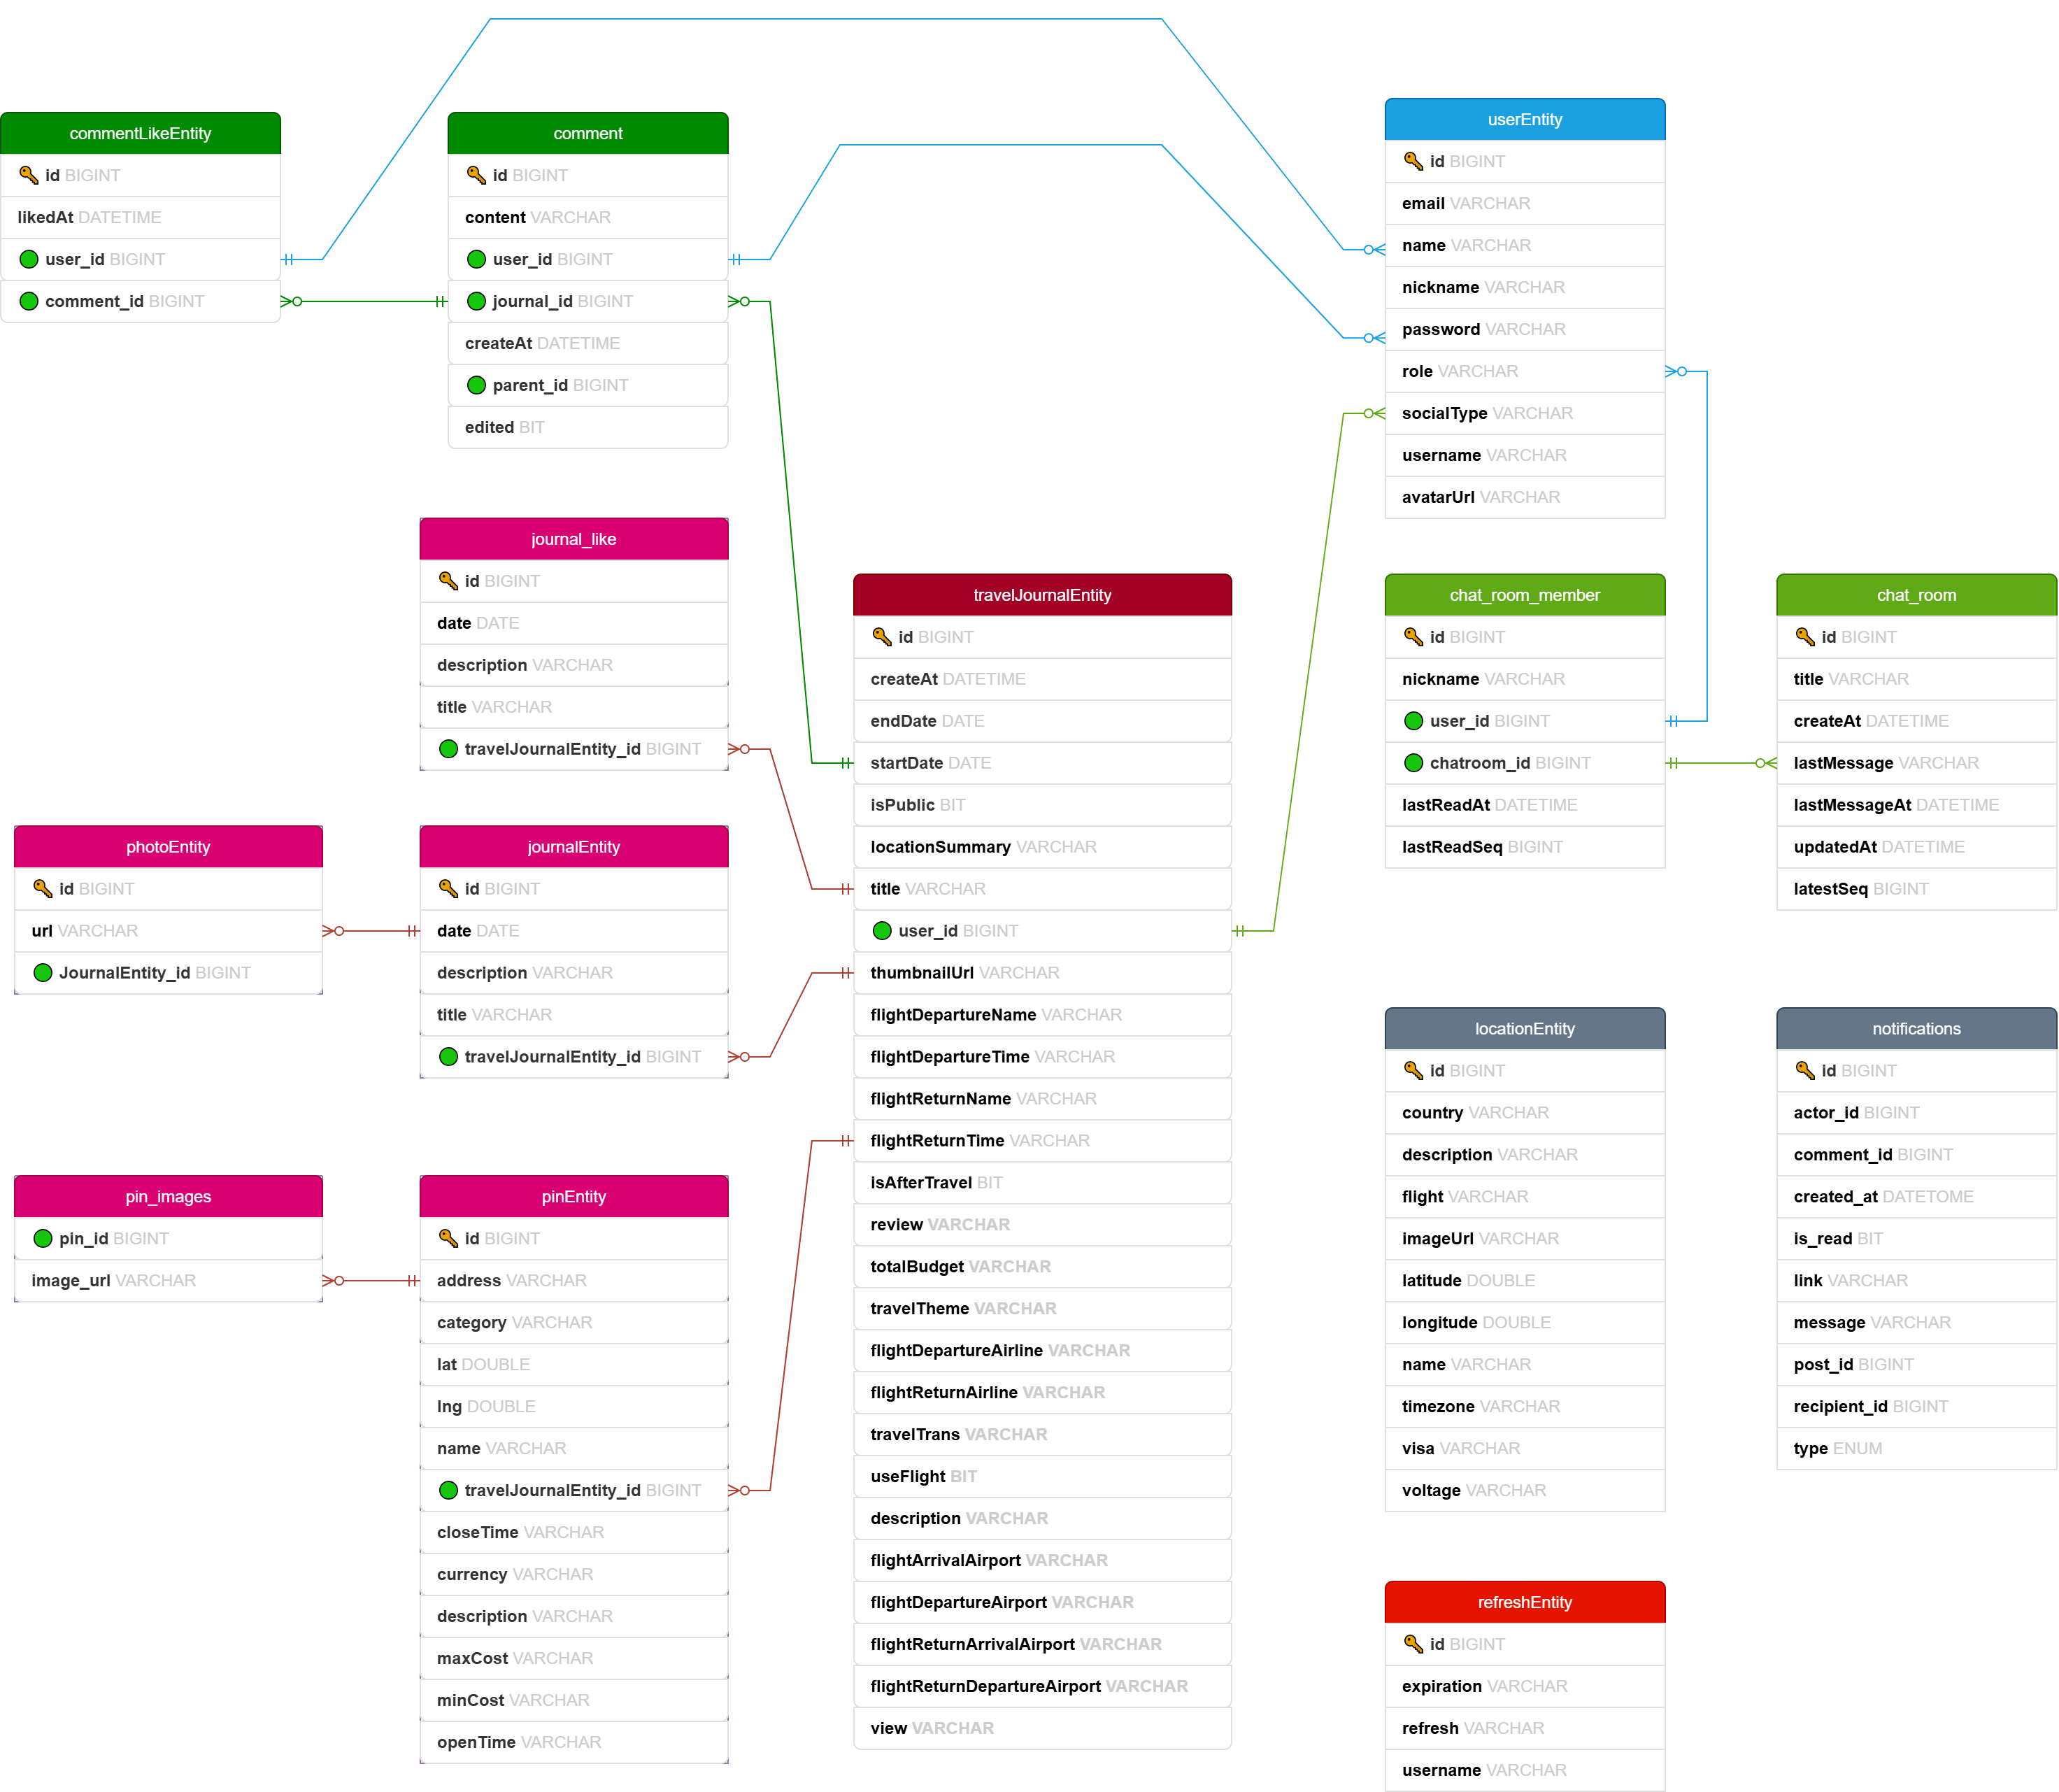 commentLikeEntity
id BIGINT
likedAt DATETIME
user_id BIGINT
comment_id BIGINT
comment
id BIGINT
content VARCHAR
user_id BIGINT
journal_id BIGINT
createAt DATETIME
parent_id BIGINT
edited BIT
userEntity
id BIGINT
email VARCHAR
name VARCHAR
nickname VARCHAR
password VARCHAR
role VARCHAR
socialType VARCHAR
username VARCHAR
avatarUrl VARCHAR
journal_like
id BIGINT
date DATE
description VARCHAR
title VARCHAR
travelJournalEntity_id BIGINT
travelJournalEntity
id BIGINT
createAt DATETIME
endDate DATE
startDate DATE
isPublic BIT
locationSummary VARCHAR
title VARCHAR
user_id BIGINT
thumbnailUrl VARCHAR
flightDepartureName VARCHAR
flightDepartureTime VARCHAR
flightReturnName VARCHAR
flightReturnTime VARCHAR
isAfterTravel BIT
review VARCHAR
totalBudget VARCHAR
travelTheme VARCHAR
flightDepartureAirline VARCHAR
flightReturnAirline VARCHAR
travelTrans VARCHAR
useFlight BIT
description VARCHAR
flightArrivalAirport VARCHAR
flightDepartureAirport VARCHAR
flightReturnArrivalAirport VARCHAR
flightReturnDepartureAirport VARCHAR
view VARCHAR
chat_room_member
id BIGINT
nickname VARCHAR
user_id BIGINT
chatroom_id BIGINT
lastReadAt DATETIME
lastReadSeq BIGINT
chat_room
id BIGINT
title VARCHAR
createAt DATETIME
lastMessage VARCHAR
lastMessageAt DATETIME
updatedAt DATETIME
latestSeq BIGINT
photoEntity
id BIGINT
url VARCHAR
JournalEntity_id BIGINT
journalEntity
id BIGINT
date DATE
description VARCHAR
title VARCHAR
travelJournalEntity_id BIGINT
pin_images
pin_id BIGINT
image_url VARCHAR
pinEntity
id BIGINT
address VARCHAR
category VARCHAR
lat DOUBLE
lng DOUBLE
name VARCHAR
travelJournalEntity_id BIGINT
closeTime VARCHAR
currency VARCHAR
description VARCHAR
maxCost VARCHAR
minCost VARCHAR
openTime VARCHAR
locationEntity
id BIGINT
country VARCHAR
description VARCHAR
flight VARCHAR
imageUrl VARCHAR
latitude DOUBLE
longitude DOUBLE
name VARCHAR
timezone VARCHAR
visa VARCHAR
voltage VARCHAR
notifications
id BIGINT
actor_id BIGINT
comment_id BIGINT
created_at DATETOME
is_read BIT
link VARCHAR
message VARCHAR
post_id BIGINT
recipient_id BIGINT
type ENUM
refreshEntity
id BIGINT
expiration VARCHAR
refresh VARCHAR
username VARCHAR